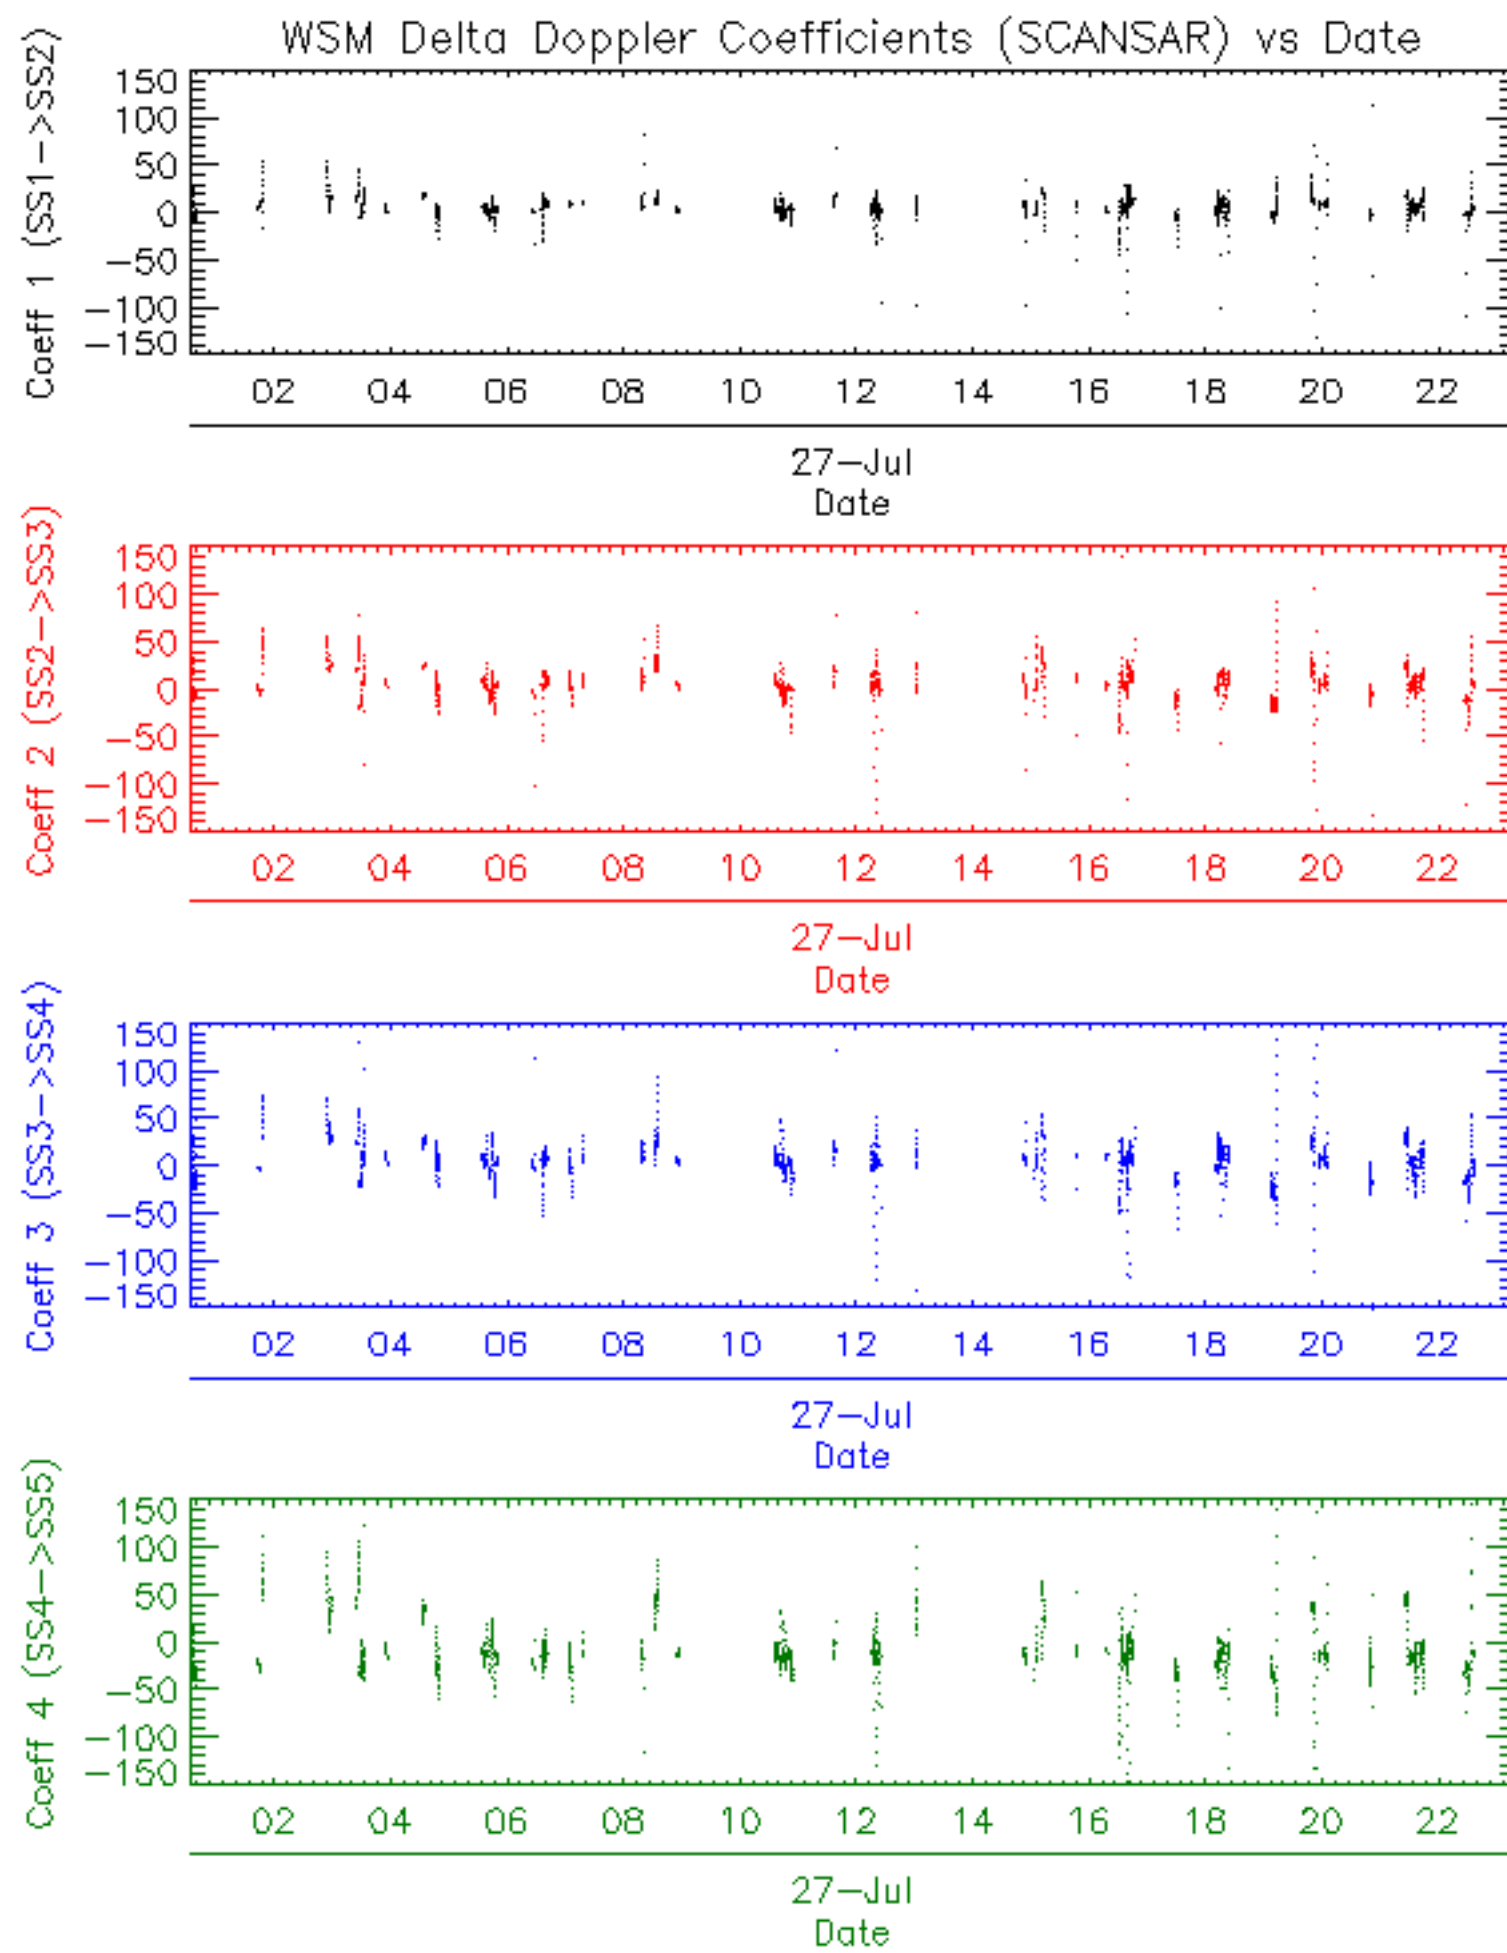 WSM Delta Doppler Coefficients (SCANSAR) vs Date
Coeff 1 (SS1->SS2)
150
100
50
0
-50
-100
-150
02 04 06 08 10 12 14 16 18 20 22
27-Jul
Date
Coeff 2 (SS2->SS3)
150
100
50
0
-50
-100
-150
02 04 06 08 10 12 14 16 18 20 22
27-Jul
Date
Coeff 3 (SS3->SS4)
150
100
50
0
-50
-100
-150
02 04 06 08 10 12 14 16 18 20 22
27-Jul
Date
Coeff 4 (SS4->SS5)
150
100
50
0
-50
-100
-150
02 04 06 08 10 12 14 16 18 20 22
27-Jul
Date